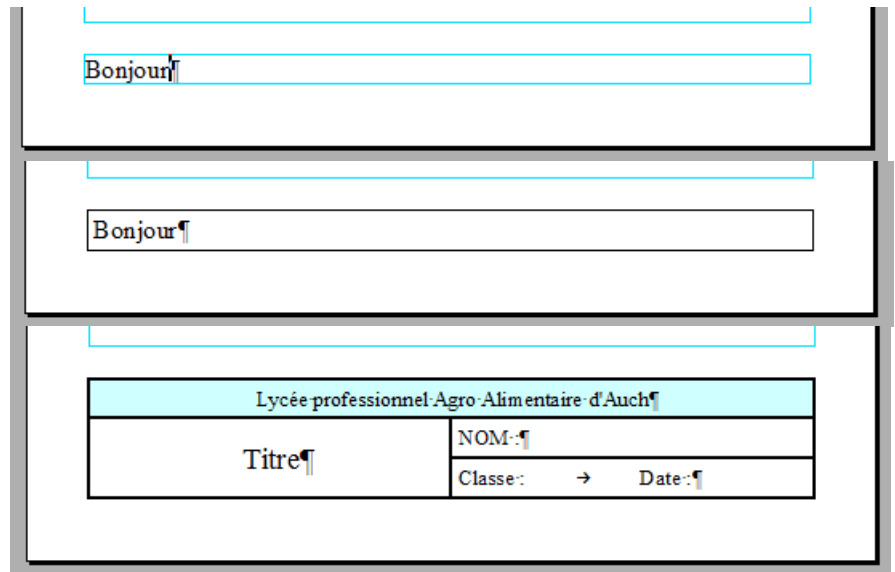 Bonjour¶
Bonjour¶
Lycée·professionnel·Agro·Alimentaire·d'Auch¶
Titre¶
NOM·:¶
Classe·: → Date·:¶